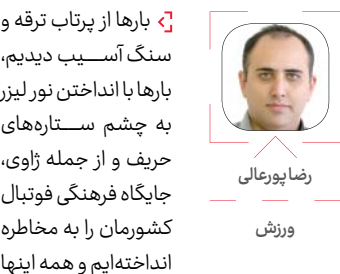 بارها از پرتاب ترقه و
سنگ آسیب دیدیم،
بارها با انداختن نور لیزر
به چشم ستاره‌های
حریف و از جمله ژاوی،
جایگاه فرهنگی فوتبال
کشورمان را به مخاطره
انداخته‌ایم و همه اینها
رضا پورعالی
ورزش